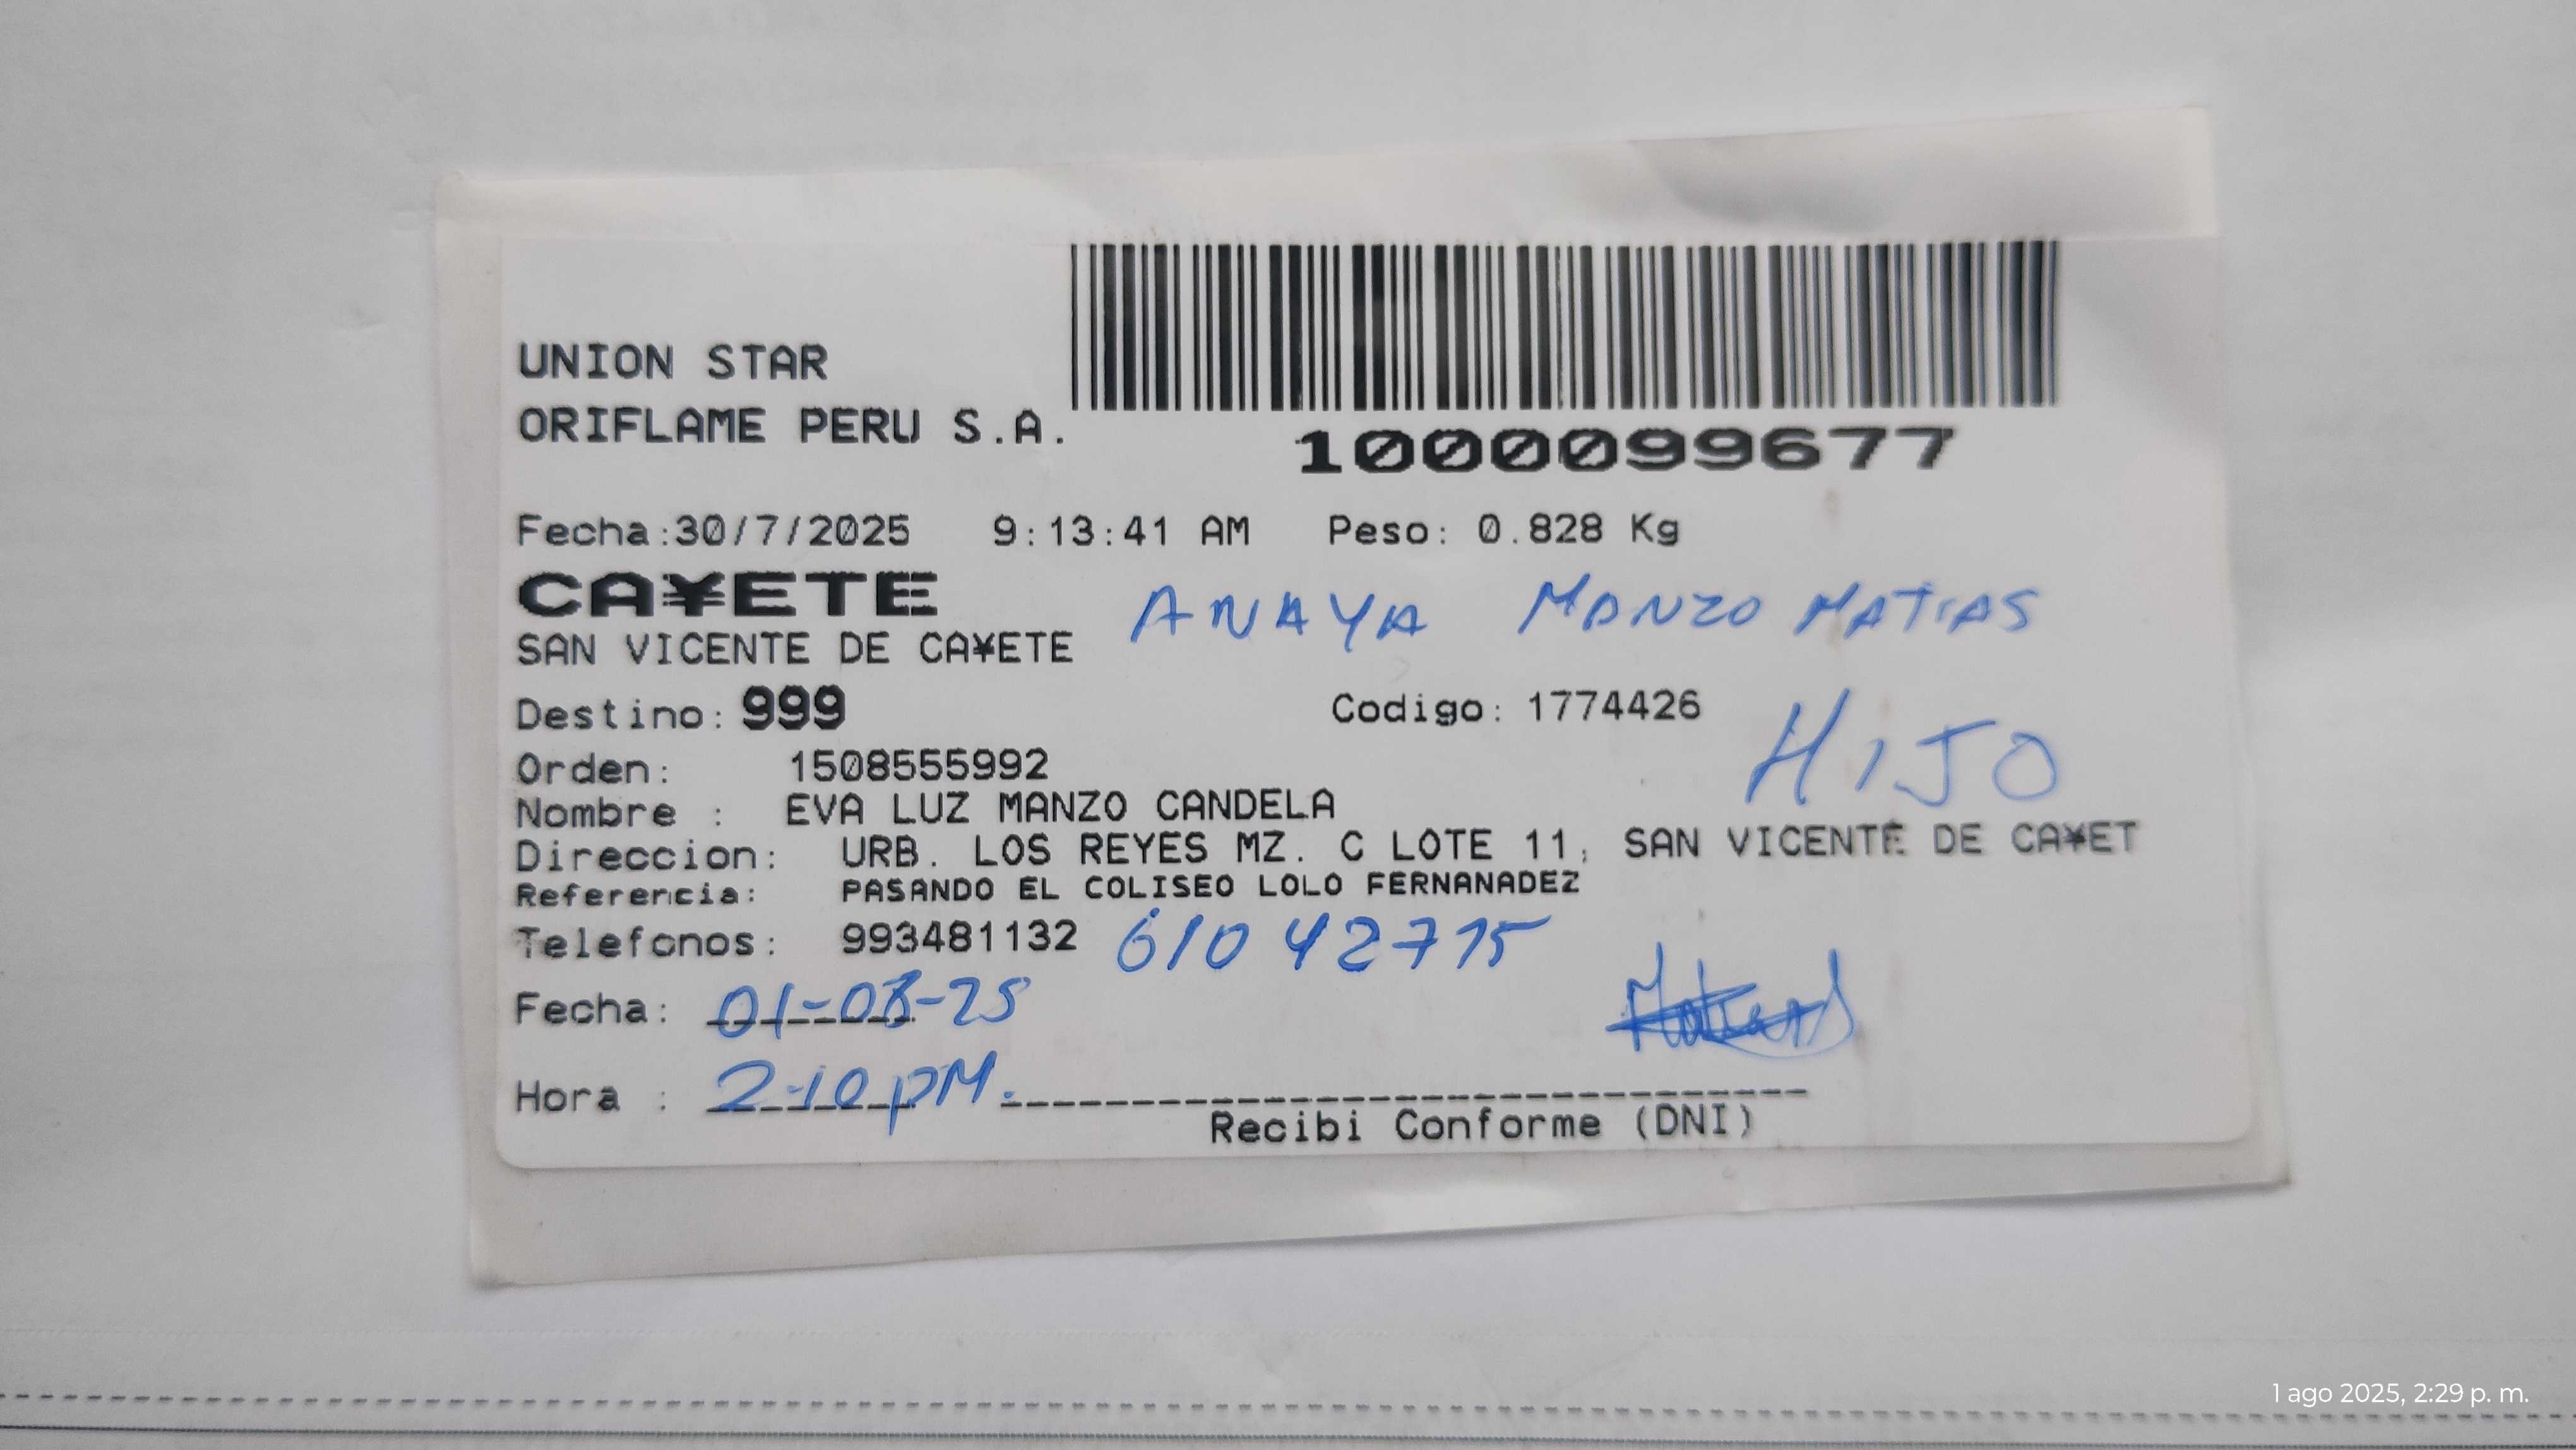 UNION STAR
ORIFLAME PERU S.A.
1000099677
Fecha:30/7/2025 9:13:41 AM Peso: 0.828 Kg
CA¥ETE
ANAYA MANZO MATIAS
SAN VICENTE DE CA¥ETE
Destino: 999 Codigo: 1774426
HIJO
Orden: 1508555992
Nombre : EVA LUZ MANZO CANDELA
Direccion: URB. LOS REYES MZ. C LOTE 11, SAN VICENTE DE CA¥ET
Referencia: PASANDO EL COLISEO LOLO FERNANADEZ
Telefonos: 993481132 61042775
Fecha: 01-08-25
Hora : 2:10 PM.
Recibi Conforme (DNI)
1 ago 2025, 2:29 p. m.